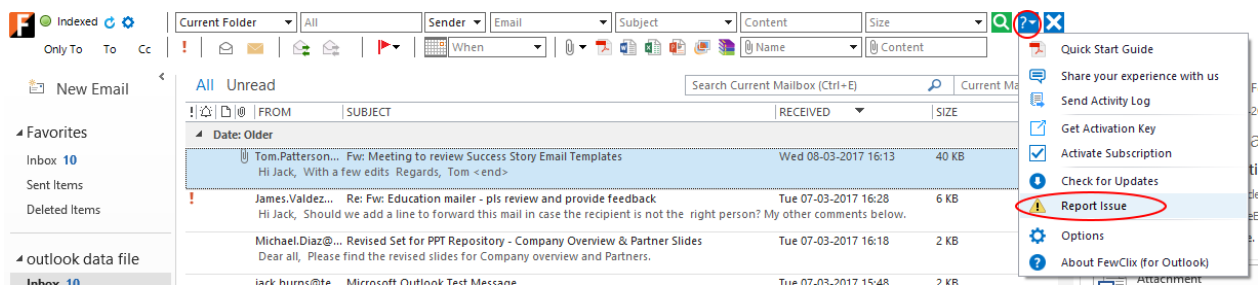 Indexed Current Folder All Sender Email Subject Content Size ?
Only To To Cc ! When Name Content
Quick Start Guide
Share your experience with us
Send Activity Log
Get Activation Key
Activate Subscription
Check for Updates
Report Issue
Options
About FewClix (for Outlook)
New Email
All Unread Search Current Mailbox (Ctrl+E) Current Ma
! FROM SUBJECT RECEIVED SIZE
Favorites
Inbox 10
Sent Items
Deleted Items
outlook data file
Inbox 10
Date: Older
Tom.Patterson... Fw: Meeting to review Success Story Email Templates Wed 08-03-2017 16:13 40 KB
Hi Jack, With a few edits Regards, Tom <end>
! James.Valdez... Re: Fw: Education mailer - pls review and provide feedback Tue 07-03-2017 16:28 6 KB
Hi Jack, Should we add a line to forward this mail in case the recipient is not the right person? My other comments below.
Michael.Diaz@... Revised Set for PPT Repository - Company Overview & Partner Slides Tue 07-03-2017 16:18 2 KB
Dear all, Please find the revised slides for Company overview and Partners.
jack.burns@te... Microsoft Outlook Test Message Tue 07-03-2017 15:48 2 KB
Attachment